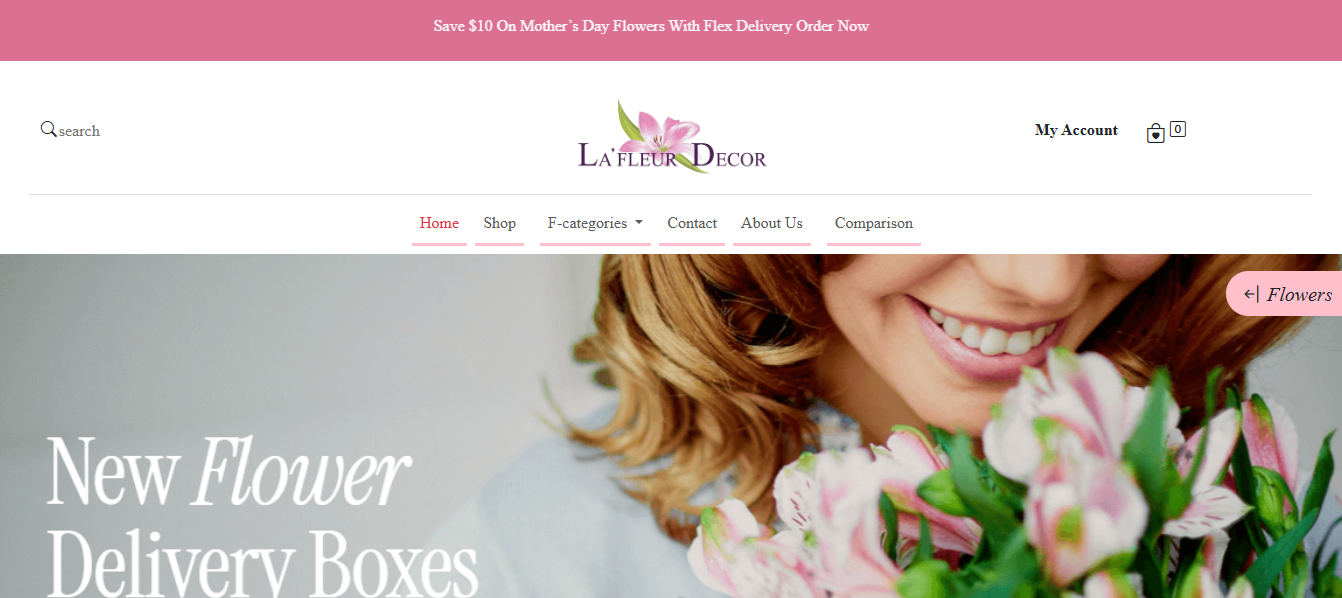 Save $10 On Mother’s Day Flowers With Flex Delivery Order Now
search
La'fleur Decor
My Account
0
Home Shop F-categories Contact About Us Comparison
Flowers
New Flower
Delivery Boxes